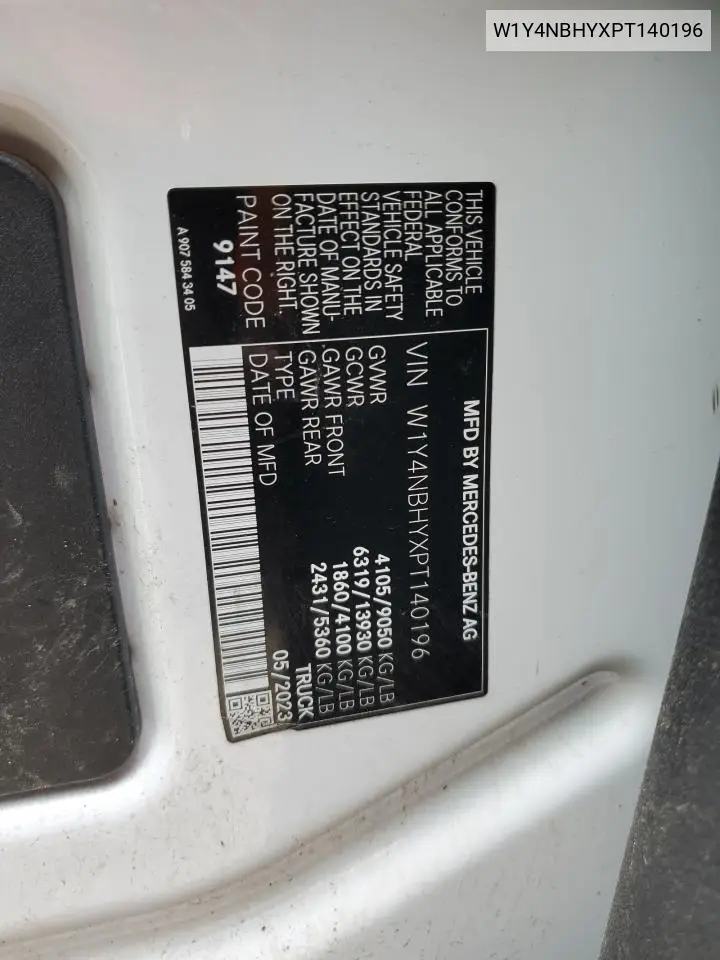 W1Y4NBHYXPT140196
THIS VEHICLE
CONFORMS TO
ALL APPLICABLE
FEDERAL
VEHICLE SAFETY
STANDARDS IN
EFFECT ON THE
DATE OF MANU-
FACTURE SHOWN
ON THE RIGHT.
PAINT CODE
9147
A 907 584 34 05
MFD BY MERCEDES-BENZ AG
VIN W1Y4NBHYXPT140196
GVWR 4105/9050 KG/LB
GCWR 6319/13930 KG/LB
GAWR FRONT 1860/4100 KG/LB
GAWR REAR 2431/5360 KG/LB
TYPE TRUCK
DATE OF MFD 05/2023